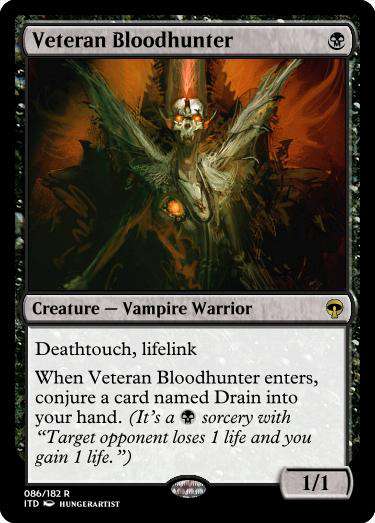 Veteran Bloodhunter
Creature — Vampire Warrior
Deathtouch, lifelink
When Veteran Bloodhunter enters,
conjure a card named Drain into
your hand. (It's a sorcery with
“Target opponent loses 1 life and you
gain 1 life.”)
1/1
086/182 R
ITD HUNGERARTIST